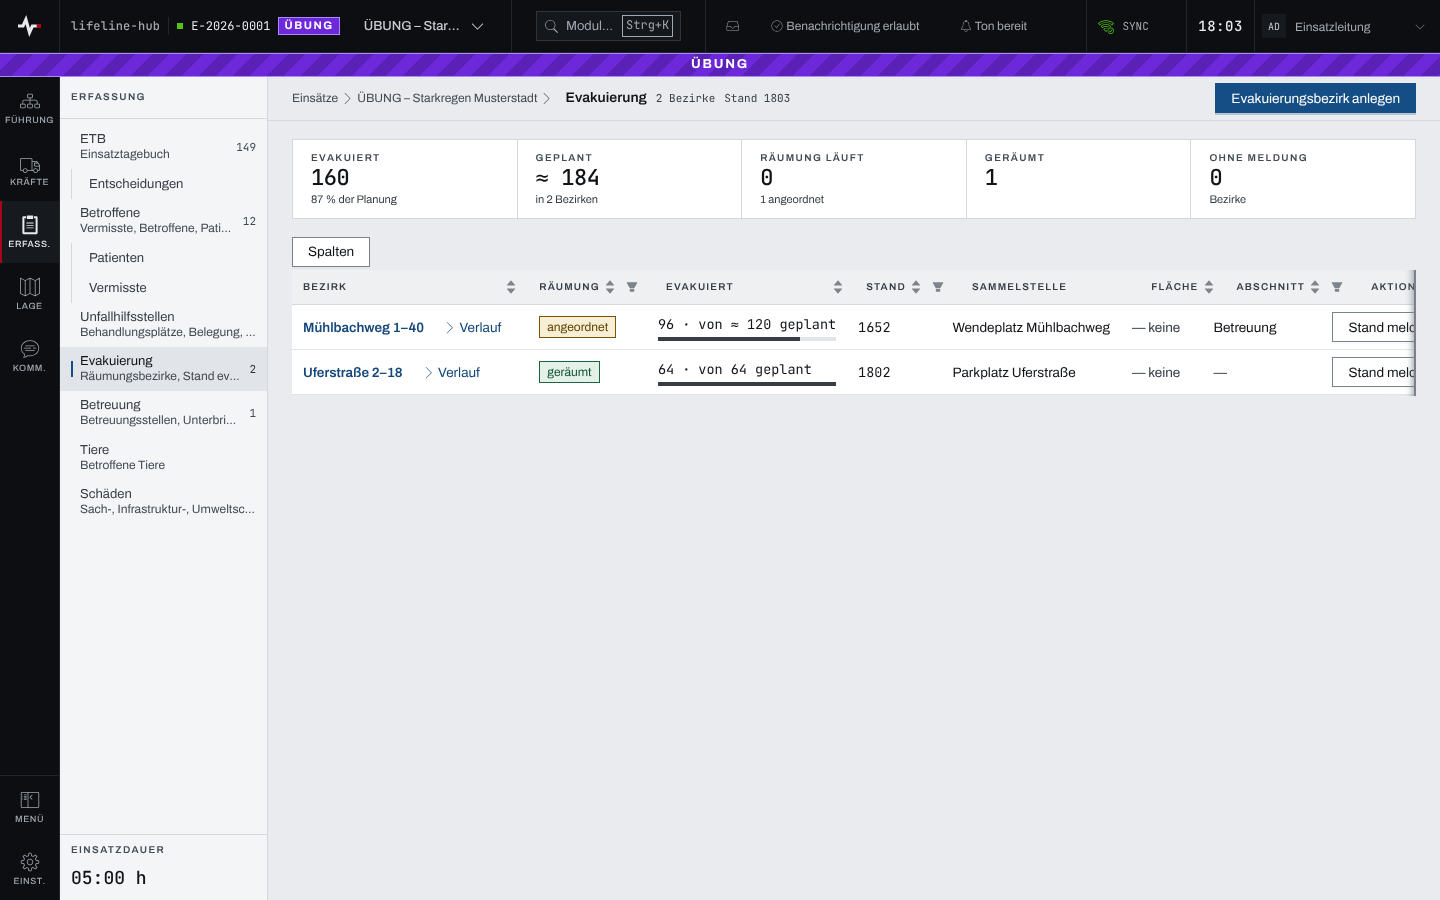 lifeline-hub E-2026-0001 ÜBUNG ÜBUNG – Star… Modul… Strg+K Benachrichtigung erlaubt Ton bereit SYNC 18:03 AD Einsatzleitung
ÜBUNG
FÜHRUNG
KRÄFTE
ERFASS.
LAGE
KOMM.
MENÜ
EINST.
ERFASSUNG
ETB
Einsatztagebuch
149
Entscheidungen
Betroffene
Vermisste, Betroffene, Pati…
12
Patienten
Vermisste
Unfallhilfsstellen
Behandlungsplätze, Belegung, …
Evakuierung
Räumungsbezirke, Stand ev…
2
Betreuung
Betreuungsstellen, Unterbri…
1
Tiere
Betroffene Tiere
Schäden
Sach-, Infrastruktur-, Umweltsc…
EINSATZDAUER
05:00 h
Einsätze ÜBUNG – Starkregen Musterstadt Evakuierung 2 Bezirke Stand 1803
Evakuierungsbezirk anlegen
EVAKUIERT
160
87 % der Planung
GEPLANT
≈ 184
in 2 Bezirken
RÄUMUNG LÄUFT
0
1 angeordnet
GERÄUMT
1
OHNE MELDUNG
0
Bezirke
Spalten
BEZIRK RÄUMUNG EVAKUIERT STAND SAMMELSTELLE FLÄCHE ABSCHNITT AKTION
Mühlbachweg 1–40 Verlauf angeordnet 96 · von ≈ 120 geplant 1652 Wendeplatz Mühlbachweg — keine Betreuung Stand meld
Uferstraße 2–18 Verlauf geräumt 64 · von 64 geplant 1802 Parkplatz Uferstraße — keine — Stand meld